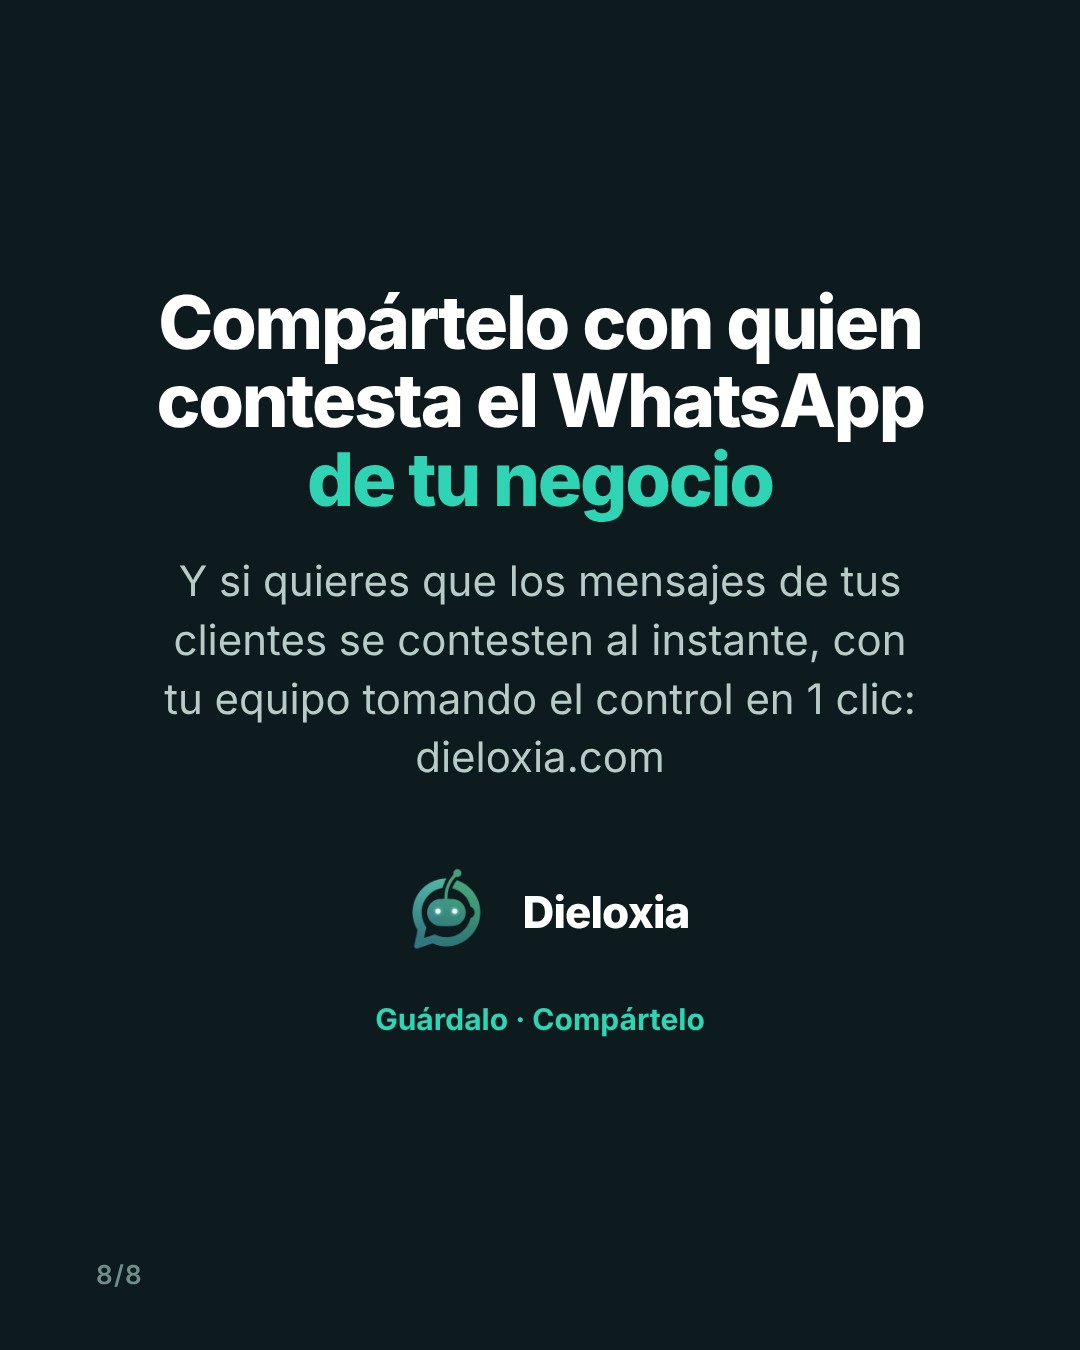 Compártelo con quien
contesta el WhatsApp
de tu negocio
Y si quieres que los mensajes de tus
clientes se contesten al instante, con
tu equipo tomando el control en 1 clic:
dieloxia.com
Dieloxia
Guárdalo · Compártelo
8/8